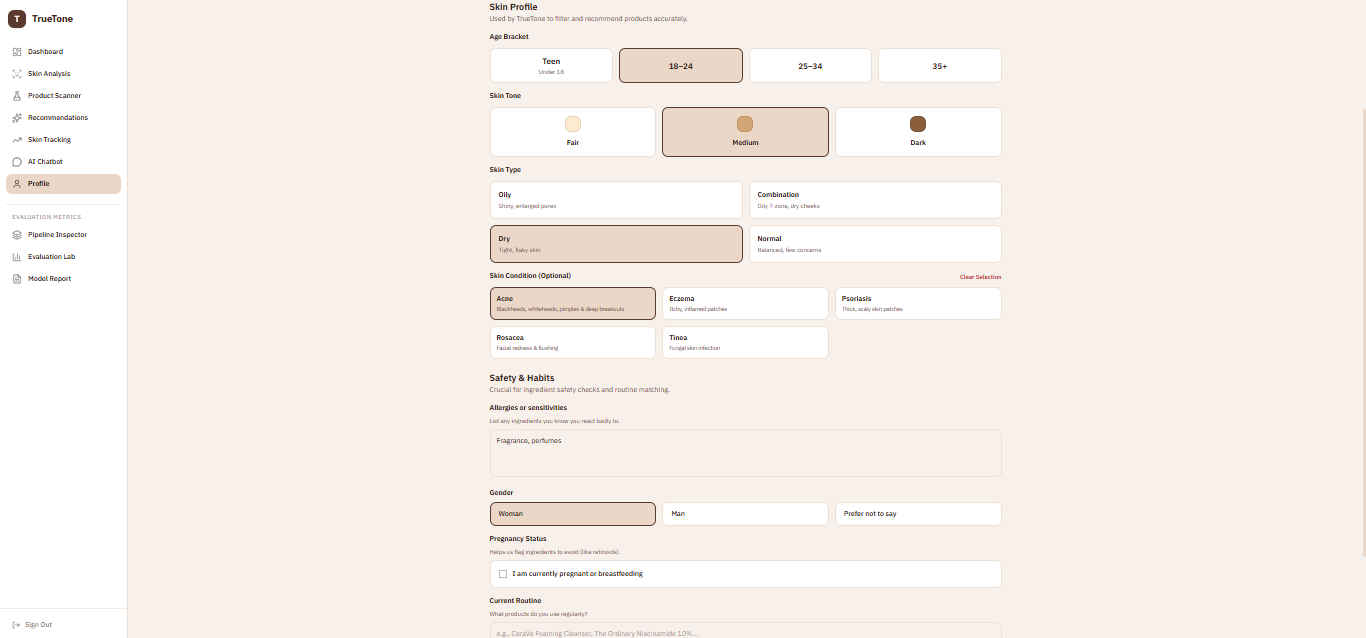 T TrueTone
Dashboard
Skin Analysis
Product Scanner
Recommendations
Skin Tracking
AI Chatbot
Profile
EVALUATION METRICS
Pipeline Inspector
Evaluation Lab
Model Report
Sign Out
Skin Profile
Used by TrueTone to filter and recommend products accurately.
Age Bracket
Teen
Under 18
18–24
25–34
35+
Skin Tone
Fair
Medium
Dark
Skin Type
Oily
Shiny, enlarged pores
Combination
Oily T-zone, dry cheeks
Dry
Tight, flaky skin
Normal
Balanced, few concerns
Skin Condition (Optional)
Clear Selection
Acne
Blackheads, whiteheads, pimples & deep breakouts
Eczema
Itchy, inflamed patches
Psoriasis
Thick, scaly skin patches
Rosacea
Facial redness & flushing
Tinea
Fungal skin infection
Safety & Habits
Crucial for ingredient safety checks and routine matching.
Allergies or sensitivities
List any ingredients you know you react badly to.
Fragrance, perfumes
Gender
Woman
Man
Prefer not to say
Pregnancy Status
Helps us flag ingredients to avoid (like retinoids).
I am currently pregnant or breastfeeding
Current Routine
What products do you use regularly?
e.g., CeraVe Foaming Cleanser, The Ordinary Niacinamide 10%...